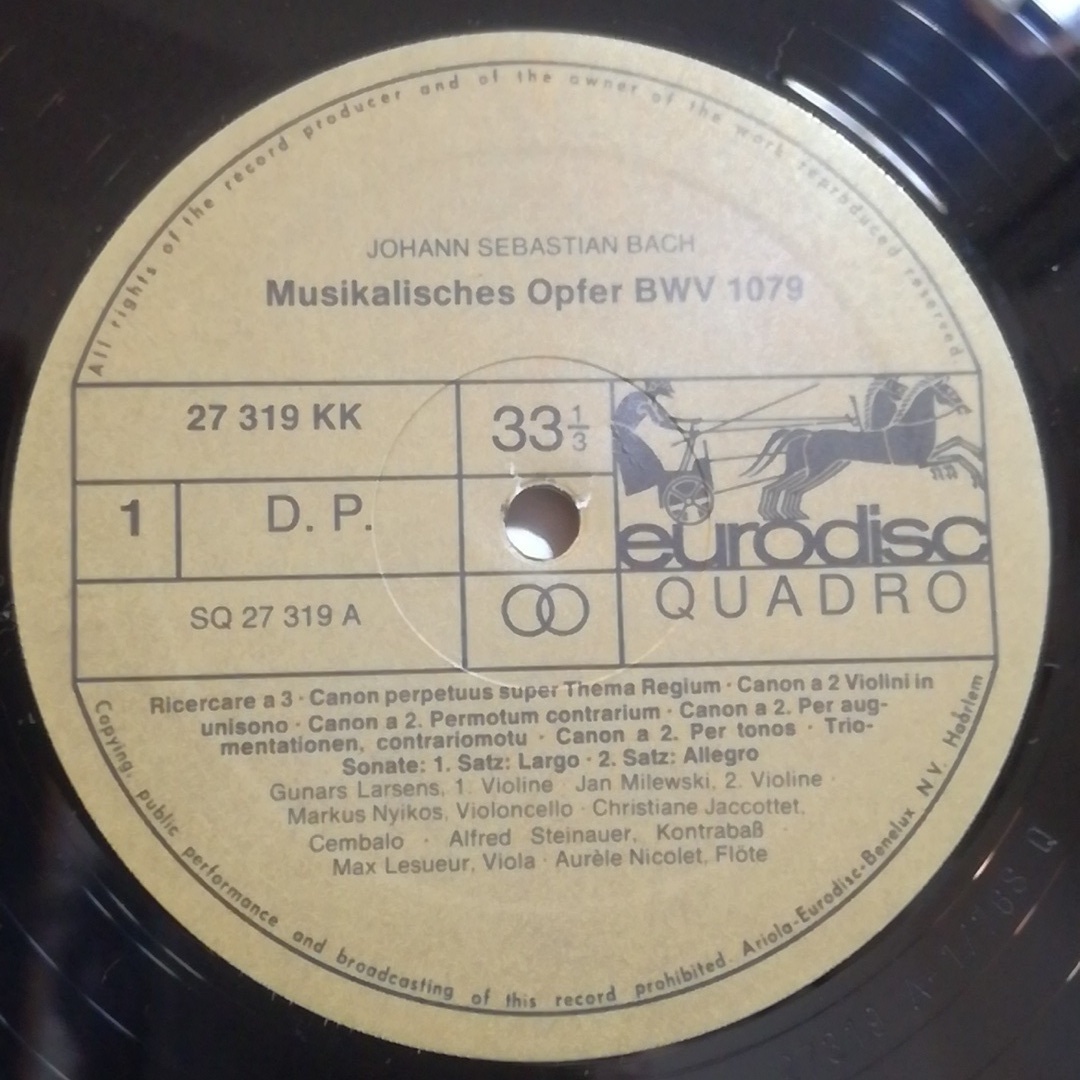 All rights of the record producer and of the owner of the work reproduced reserved
JOHANN SEBASTIAN BACH
Musikalisches Opfer BWV 1079
27 319 KK
33 1/3
1
D. P.
eurodisc
QUADRO
SQ 27 319 A
Ricercare a 3 · Canon perpetuus super Thema Regium · Canon a 2 Violini in
unisono · Canon a 2. Permotum contrarium · Canon a 2. Per aug-
mentationen, contrariomotu · Canon a 2. Per tonos · Trio-
Sonate: 1. Satz: Largo · 2. Satz: Allegro
Gunars Larsens, 1. Violine · Jan Milewski, 2. Violine ·
Markus Nyikos, Violoncello · Christiane Jaccottet,
Cembalo · Alfred Steinauer, Kontrabaß
Max Lesueur, Viola · Aurèle Nicolet, Flöte
Copying, public performance and broadcasting of this record prohibited. Ariola-Eurodisc-Benelux N.V. Haarlem